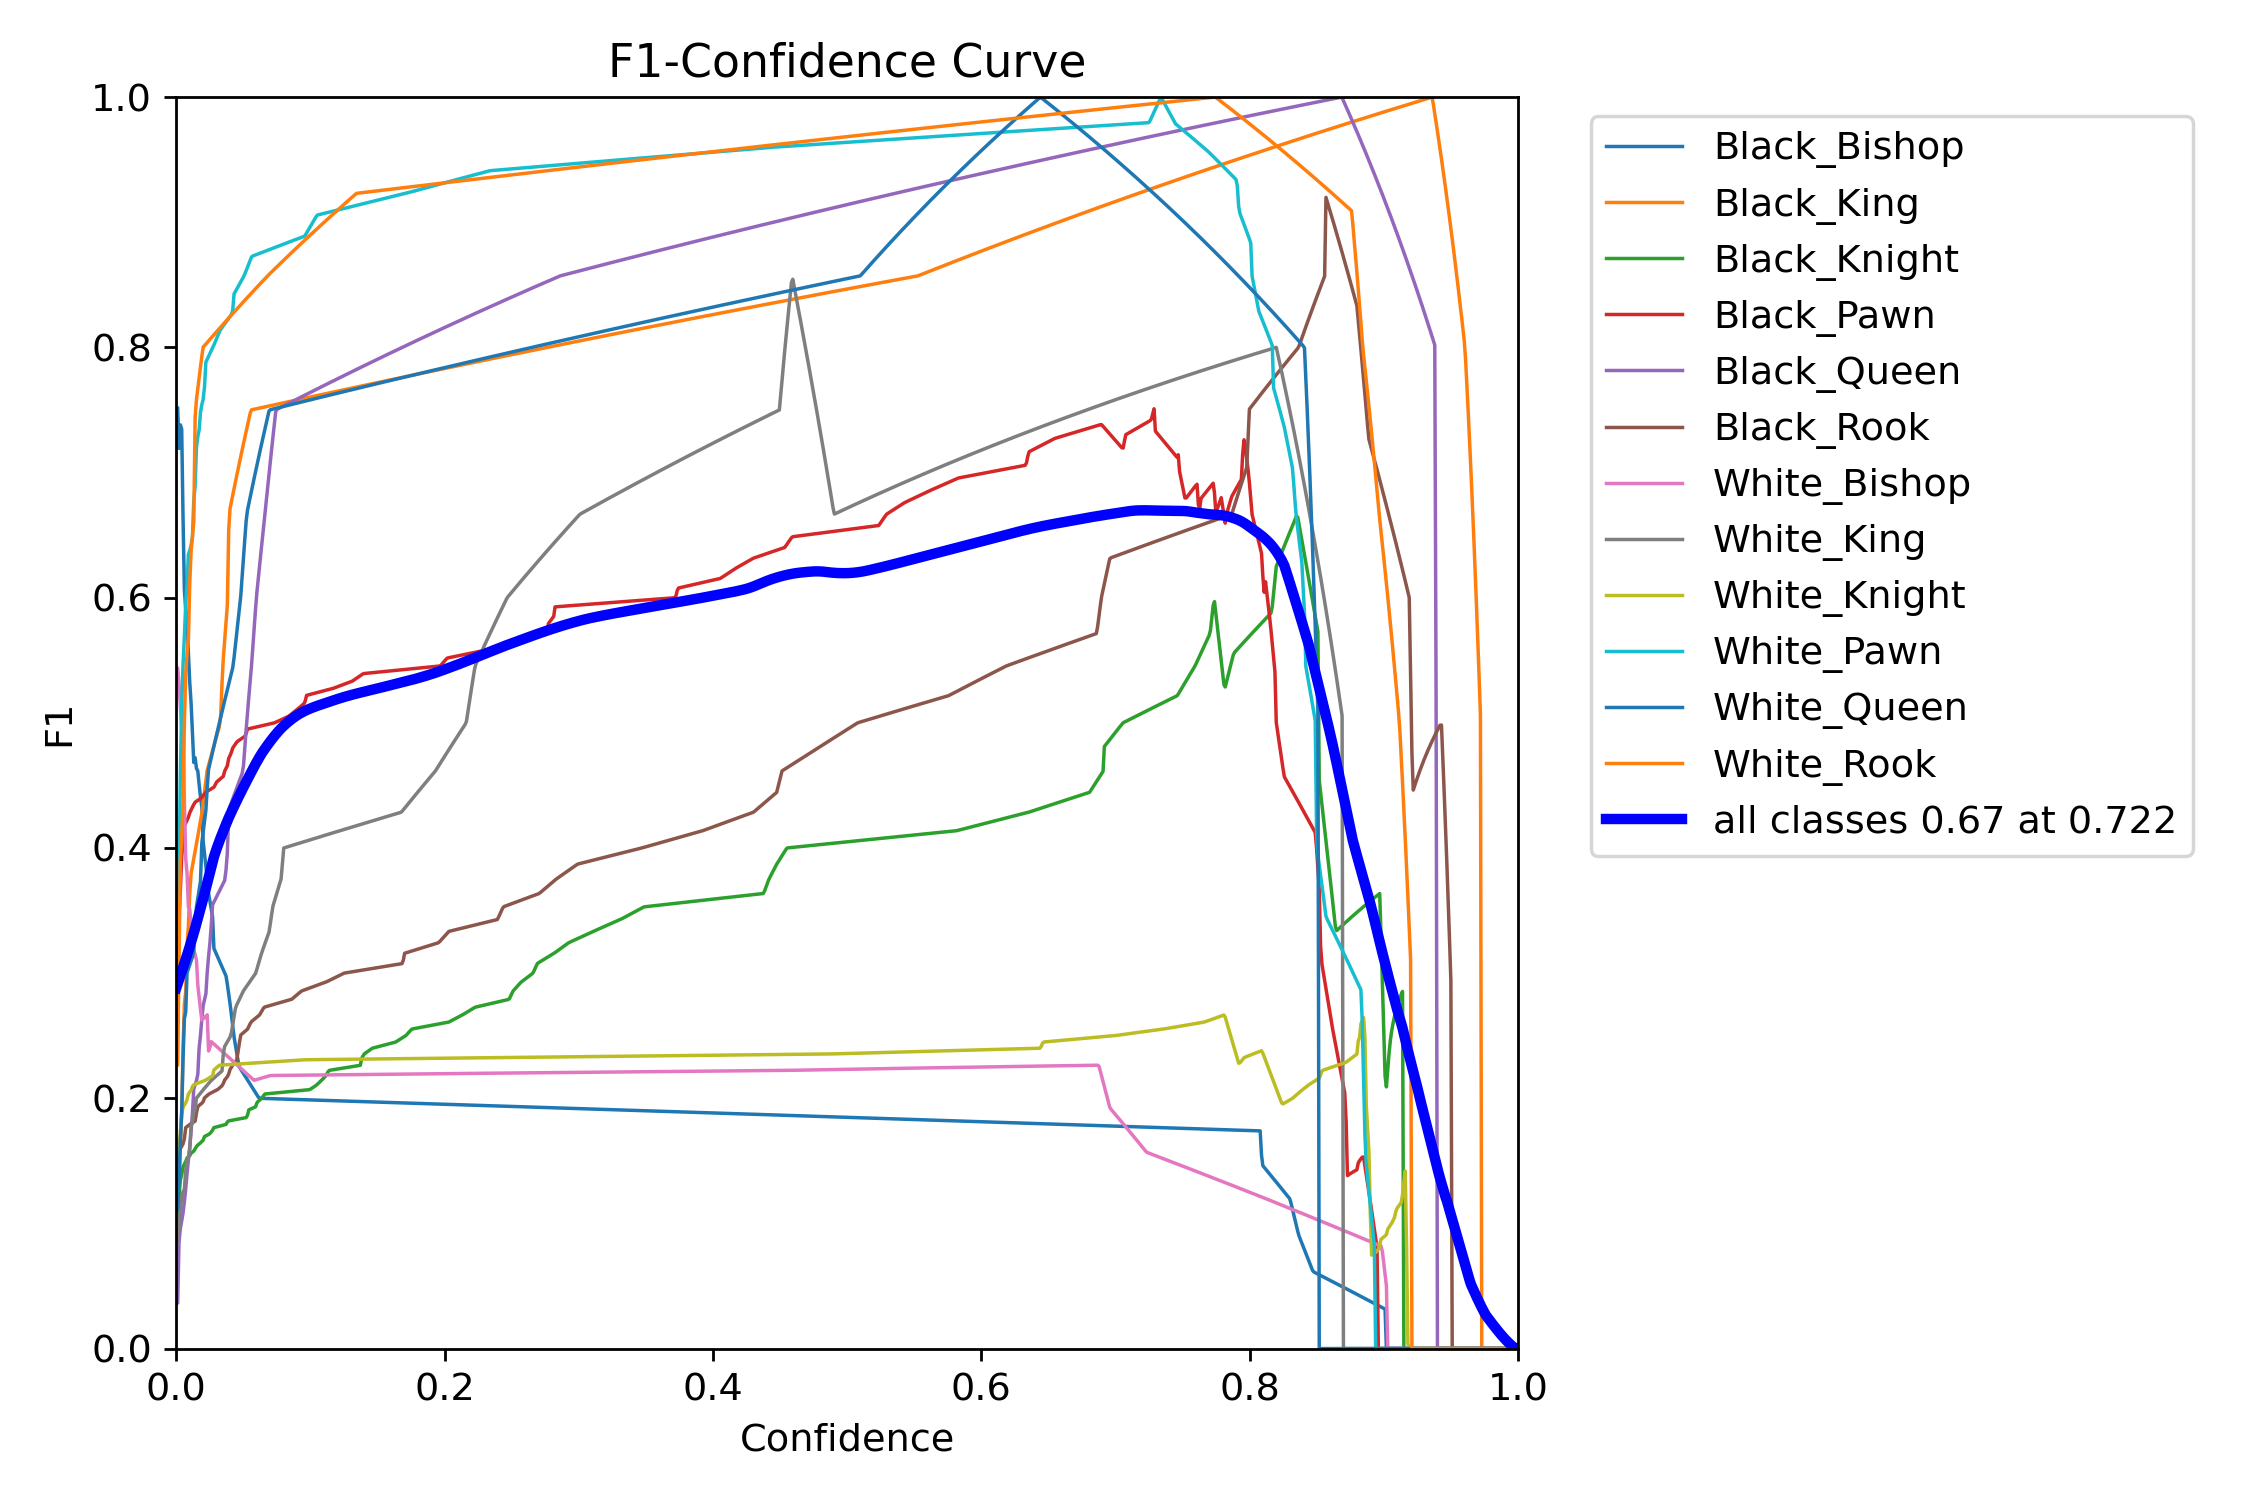 F1-Confidence Curve
1.0
0.8
0.6
0.4
0.2
0.0
F1
0.0 0.2 0.4 0.6 0.8 1.0
Confidence
Black_Bishop
Black_King
Black_Knight
Black_Pawn
Black_Queen
Black_Rook
White_Bishop
White_King
White_Knight
White_Pawn
White_Queen
White_Rook
all classes 0.67 at 0.722